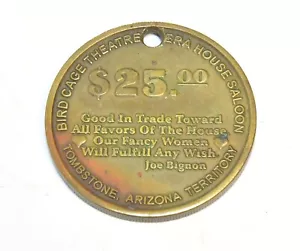 BIRD CAGE THEATRE ERA HOUSE SALOON
$25.00
Good In Trade Toward
All Favors Of The House
Our Fancy Women
Will Fulfill Any Wish
Joe Bignon
TOMBSTONE, ARIZONA TERRITORY